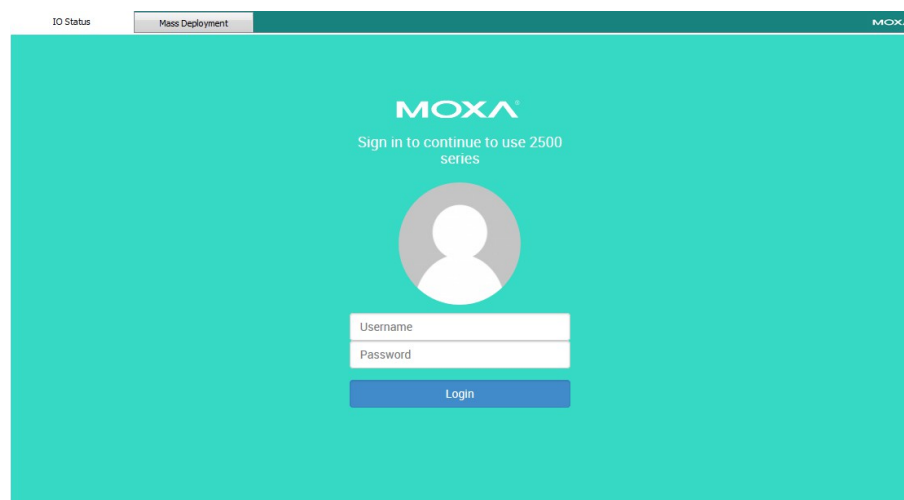 IO Status
Mass Deployment
MOXA
MOXA®
Sign in to continue to use 2500
series
Username
Password
Login